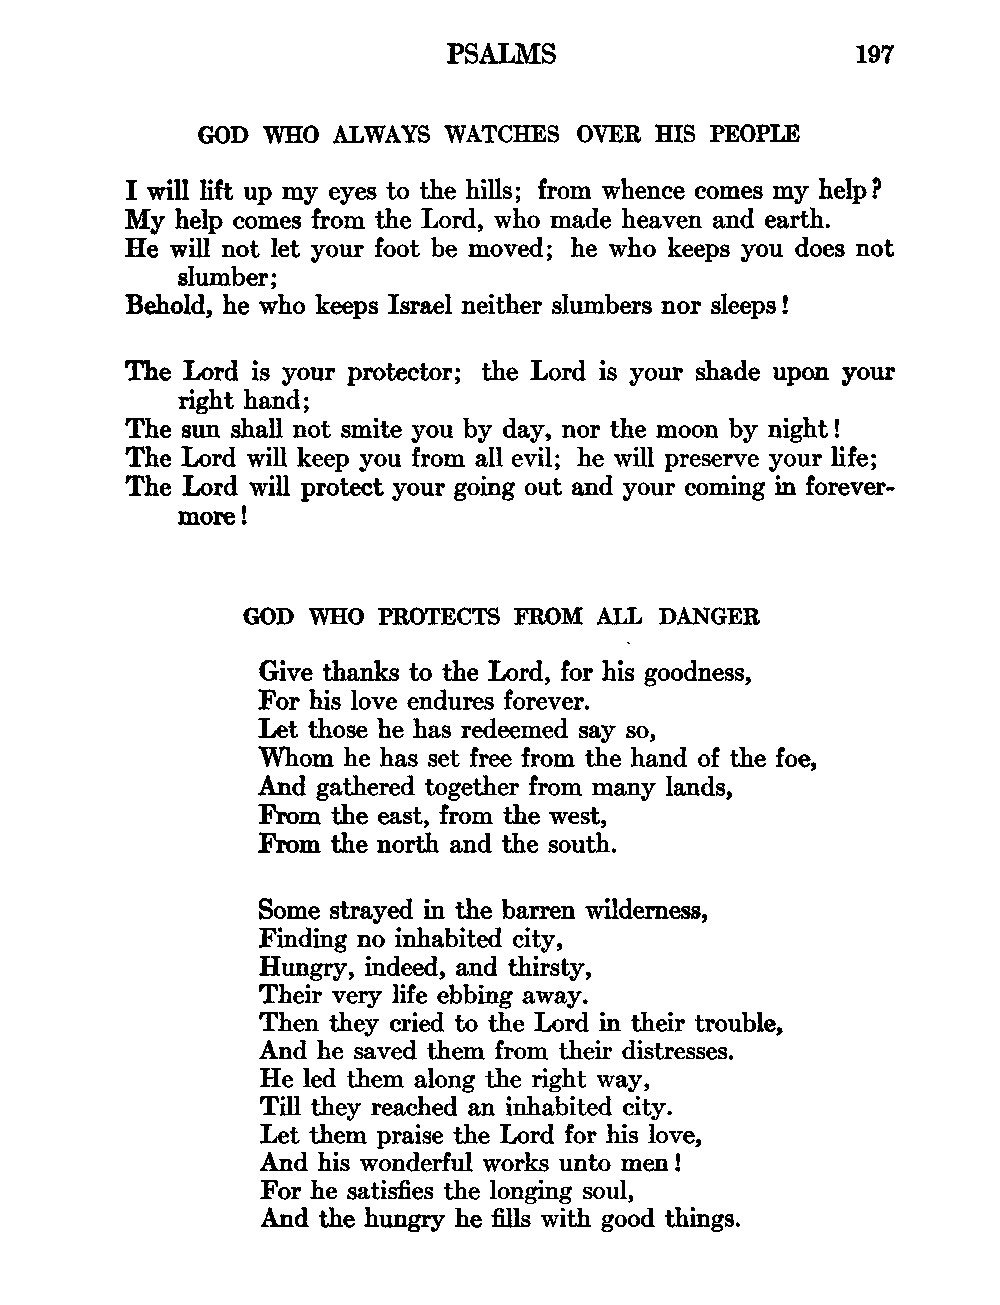 PSALMS 197
GOD WHO ALWAYS WATCHES OVER HIS PEOPLE
I will lift up my eyes to the hills; from whence comes my help?
My help comes from the Lord, who made heaven and earth.
He will not let your foot be moved; he who keeps you does not
slumber;
Behold, he who keeps Israel neither slumbers nor sleeps!
The Lord is your protector; the Lord is your shade upon your
right hand;
The sun shall not smite you by day, nor the moon by night!
The Lord will keep you from all evil; he will preserve your life;
The Lord will protect your going out and your coming in forever-
more!
GOD WHO PROTECTS FROM ALL DANGER
Give thanks to the Lord, for his goodness,
For his love endures forever.
Let those he has redeemed say so,
Whom he has set free from the hand of the foe,
And gathered together from many lands,
From the east, from the west,
From the north and the south.
Some strayed in the barren wilderness,
Finding no inhabited city,
Hungry, indeed, and thirsty,
Their very life ebbing away.
Then they cried to the Lord in their trouble,
And he saved them from their distresses.
He led them along the right way,
Till they reached an inhabited city.
Let them praise the Lord for his love,
And his wonderful works unto men!
For he satisfies the longing soul,
And the hungry he fills with good things.